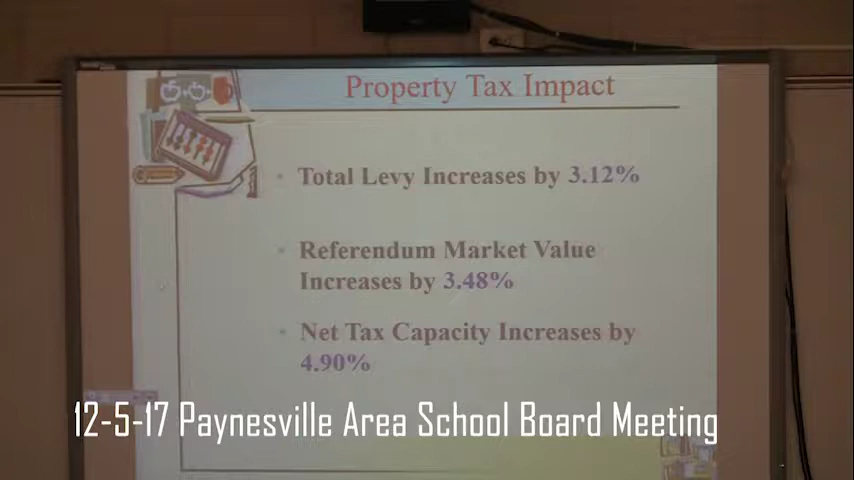 Property Tax Impact
• Total Levy Increases by 3.12%
• Referendum Market Value
Increases by 3.48%
• Net Tax Capacity Increases by
4.90%
12-5-17 Paynesville Area School Board Meeting